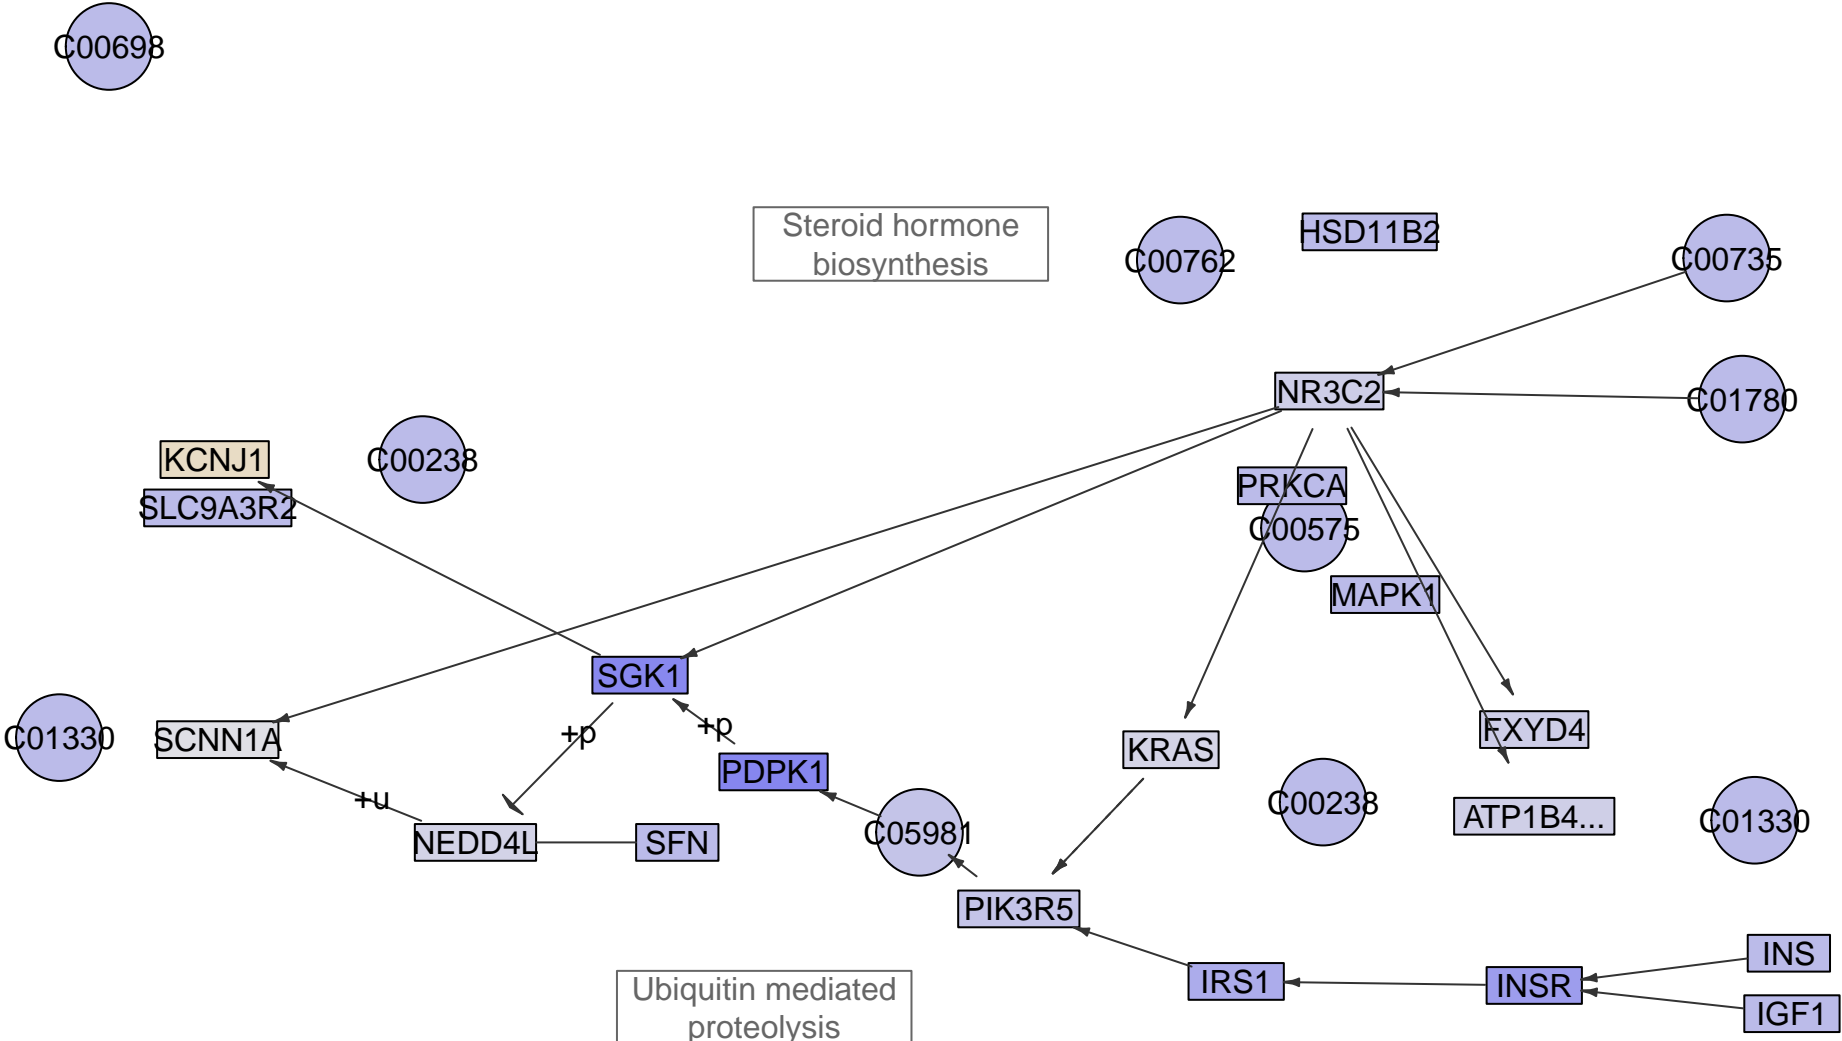 C00698
Steroid hormone
biosynthesis
C00762
HSD11B2
C00735
NR3C2
C01780
KCNJ1
C00238
SLC9A3R2
PRKCA
C00575
MAPK1
SGK1
C01330
SCNN1A
+p
+p
KRAS
FXYD4
PDPK1
+u
C00238
ATP1B4...
C01330
NEDD4L
SFN
C05981
PIK3R5
INS
IRS1
INSR
IGF1
Ubiquitin mediated
proteolysis